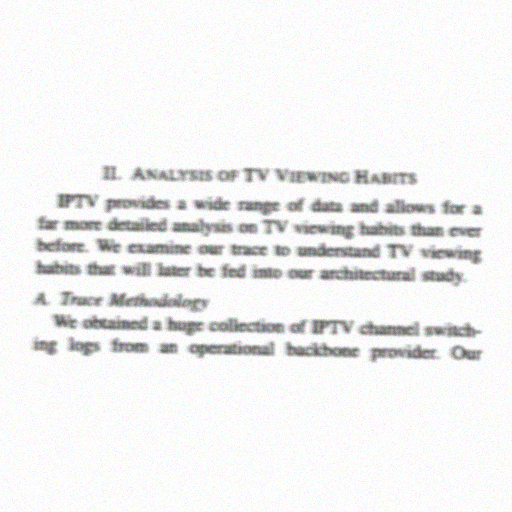 II. ANALYSIS OF TV VIEWING HABITS
IPTV provides a wide range of data and allows for a
far more detailed analysis on TV viewing habits than ever
before. We examine our trace to understand TV viewing
habits that will later be fed into our architectural study.
A. Trace Methodology
We obtained a huge collection of IPTV channel switch-
ing logs from an operational backbone provider. Our